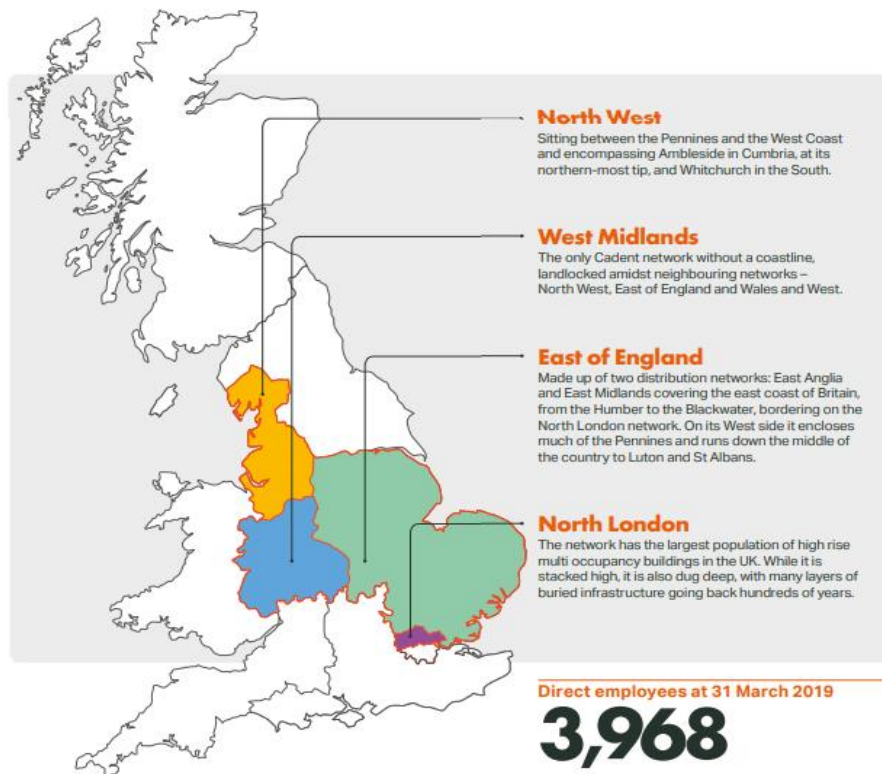 North West
Sitting between the Pennines and the West Coast
and encompassing Ambleside in Cumbria, at its
northern-most tip, and Whitchurch in the South.
West Midlands
The only Cadent network without a coastline,
landlocked amidst neighbouring networks –
North West, East of England and Wales and West.
East of England
Made up of two distribution networks: East Anglia
and East Midlands covering the east coast of Britain,
from the Humber to the Blackwater, bordering on the
North London network. On its West side it encloses
much of the Pennines and runs down the middle of
the country to Luton and St Albans.
North London
The network has the largest population of high rise
multi occupancy buildings in the UK. While it is
stacked high, it is also dug deep, with many layers of
buried infrastructure going back hundreds of years.
Direct employees at 31 March 2019
3,968